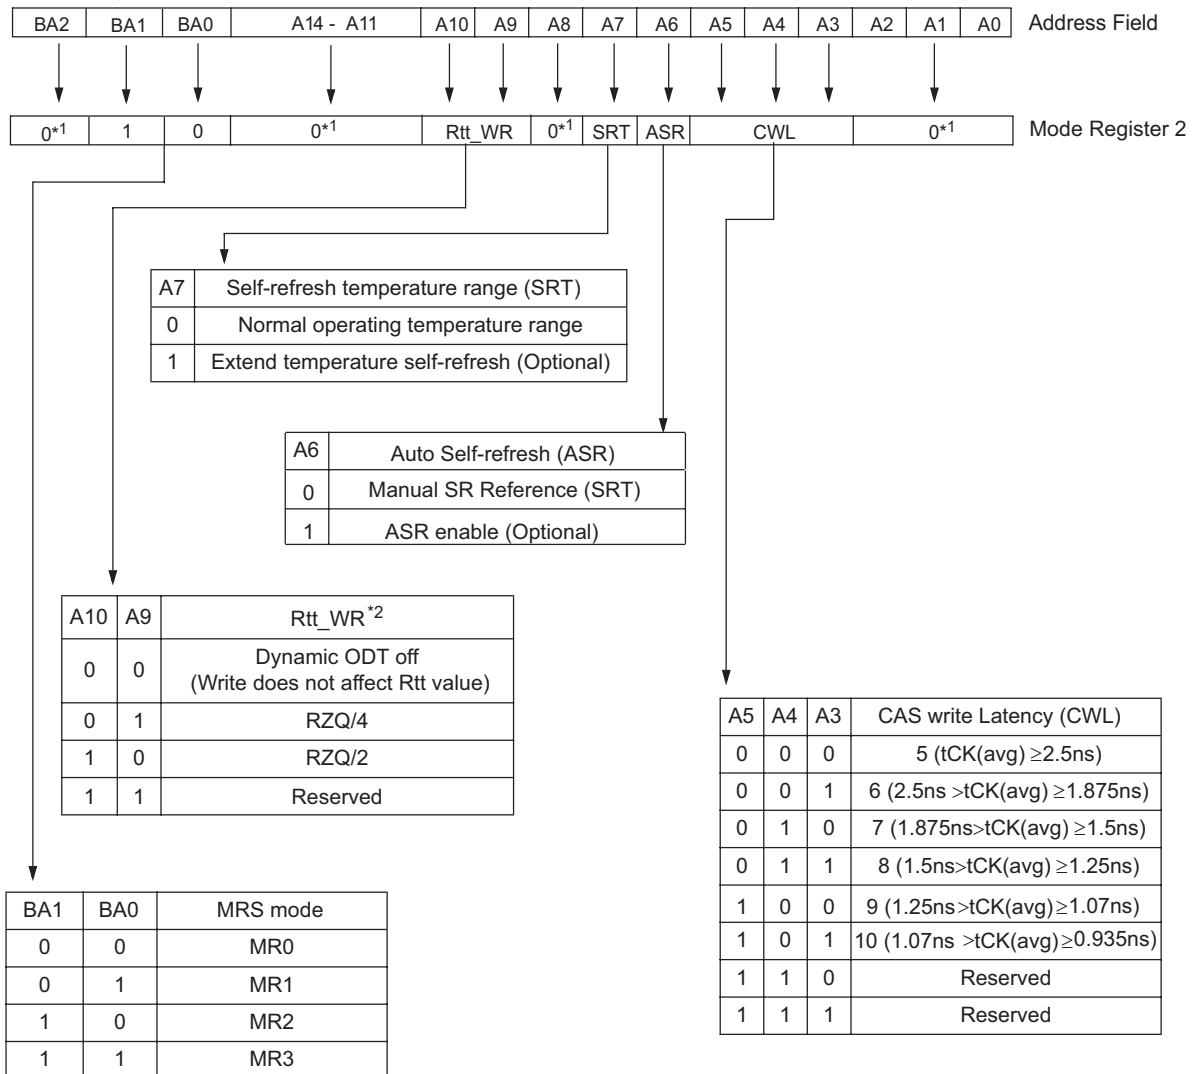 BA2 BA1 BA0 A14 - A11 A10 A9 A8 A7 A6 A5 A4 A3 A2 A1 A0 Address Field
0*1 1 0 0*1 Rtt_WR 0*1 SRT ASR CWL 0*1 Mode Register 2
A7 Self-refresh temperature range (SRT)
0 Normal operating temperature range
1 Extend temperature self-refresh (Optional)
A6 Auto Self-refresh (ASR)
0 Manual SR Reference (SRT)
1 ASR enable (Optional)
A10 A9 Rtt_WR*2
0 0 Dynamic ODT off
(Write does not affect Rtt value)
0 1 RZQ/4
1 0 RZQ/2
1 1 Reserved
A5 A4 A3 CAS write Latency (CWL)
0 0 0 5 (tCK(avg) ≥2.5ns)
0 0 1 6 (2.5ns >tCK(avg) ≥1.875ns)
0 1 0 7 (1.875ns>tCK(avg) ≥1.5ns)
0 1 1 8 (1.5ns>tCK(avg) ≥1.25ns)
1 0 0 9 (1.25ns>tCK(avg)≥1.07ns)
1 0 1 10 (1.07ns >tCK(avg)≥0.935ns)
1 1 0 Reserved
1 1 1 Reserved
BA1 BA0 MRS mode
0 0 MR0
0 1 MR1
1 0 MR2
1 1 MR3